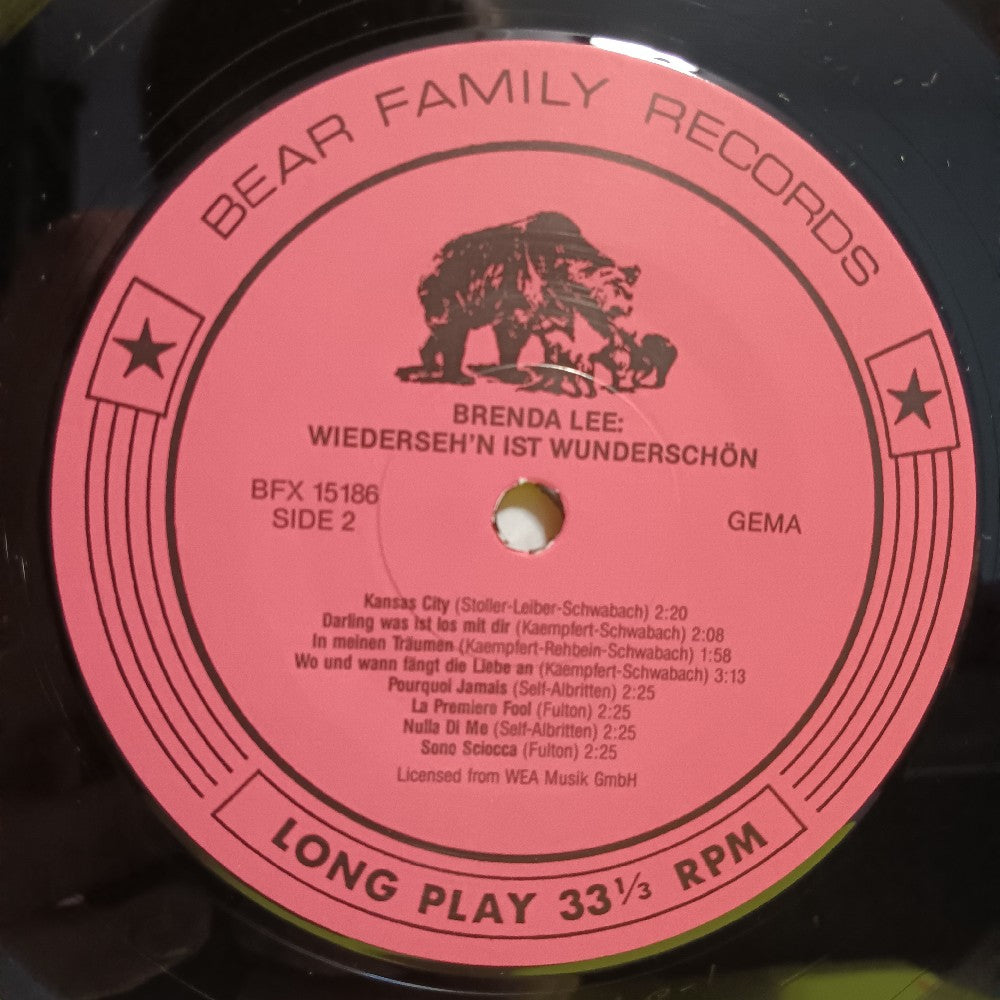 BEAR FAMILY RECORDS
BRENDA LEE:
WIEDERSEH'N IST WUNDERSCHÖN
BFX 15186
SIDE 2
GEMA
Kansas City (Stoller-Leiber-Schwabach) 2:20
Darling was ist los mit dir (Kaempfert-Schwabach) 2:08
In meinen Träumen (Kaempfert-Rehbein-Schwabach) 1:58
Wo und wann fängt die Liebe an (Kaempfert-Schwabach) 3:13
Pourquoi Jamais (Self-Albritten) 2:25
La Premiere Fool (Fulton) 2:25
Nulla Di Me (Self-Albritten) 2:25
Sono Sciocca (Fulton) 2:25
Licensed from WEA Musik GmbH
LONG PLAY 33 1/3 RPM